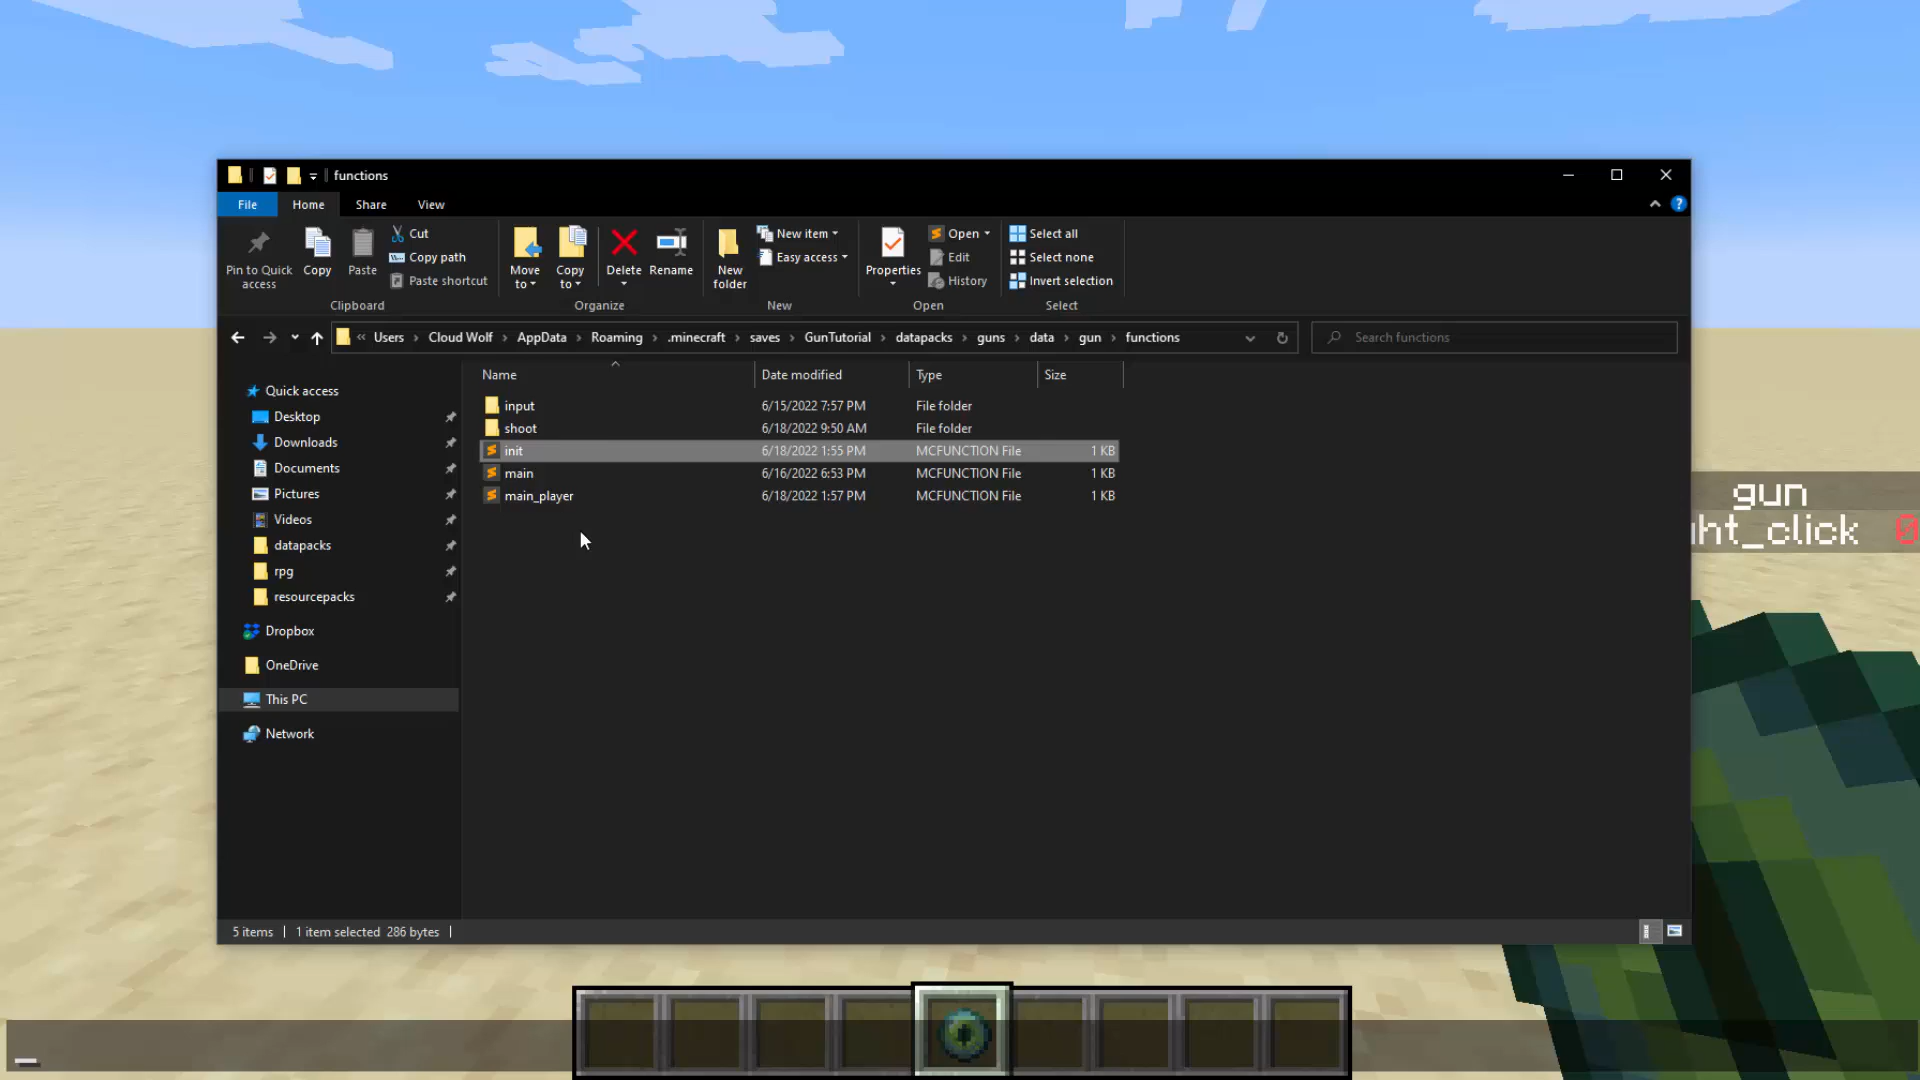 functions
File Home Share View
Pin to Quick access
Copy
Paste
Cut
Copy path
Paste shortcut
Clipboard
Move to
Copy to
Delete
Rename
Organize
New folder
New item
Easy access
New
Properties
Open
Edit
History
Open
Select all
Select none
Invert selection
Select
« Users › Cloud Wolf › AppData › Roaming › .minecraft › saves › GunTutorial › datapacks › guns › data › gun › functions
Search functions
Name Date modified Type Size
input 6/15/2022 7:57 PM File folder
shoot 6/18/2022 9:50 AM File folder
init 6/18/2022 1:55 PM MCFUNCTION File 1 KB
main 6/16/2022 6:53 PM MCFUNCTION File 1 KB
main_player 6/18/2022 1:57 PM MCFUNCTION File 1 KB
Quick access
Desktop
Downloads
Documents
Pictures
Videos
datapacks
rpg
resourcepacks
Dropbox
OneDrive
This PC
Network
gun
ght_click 0
5 items 1 item selected 286 bytes
_